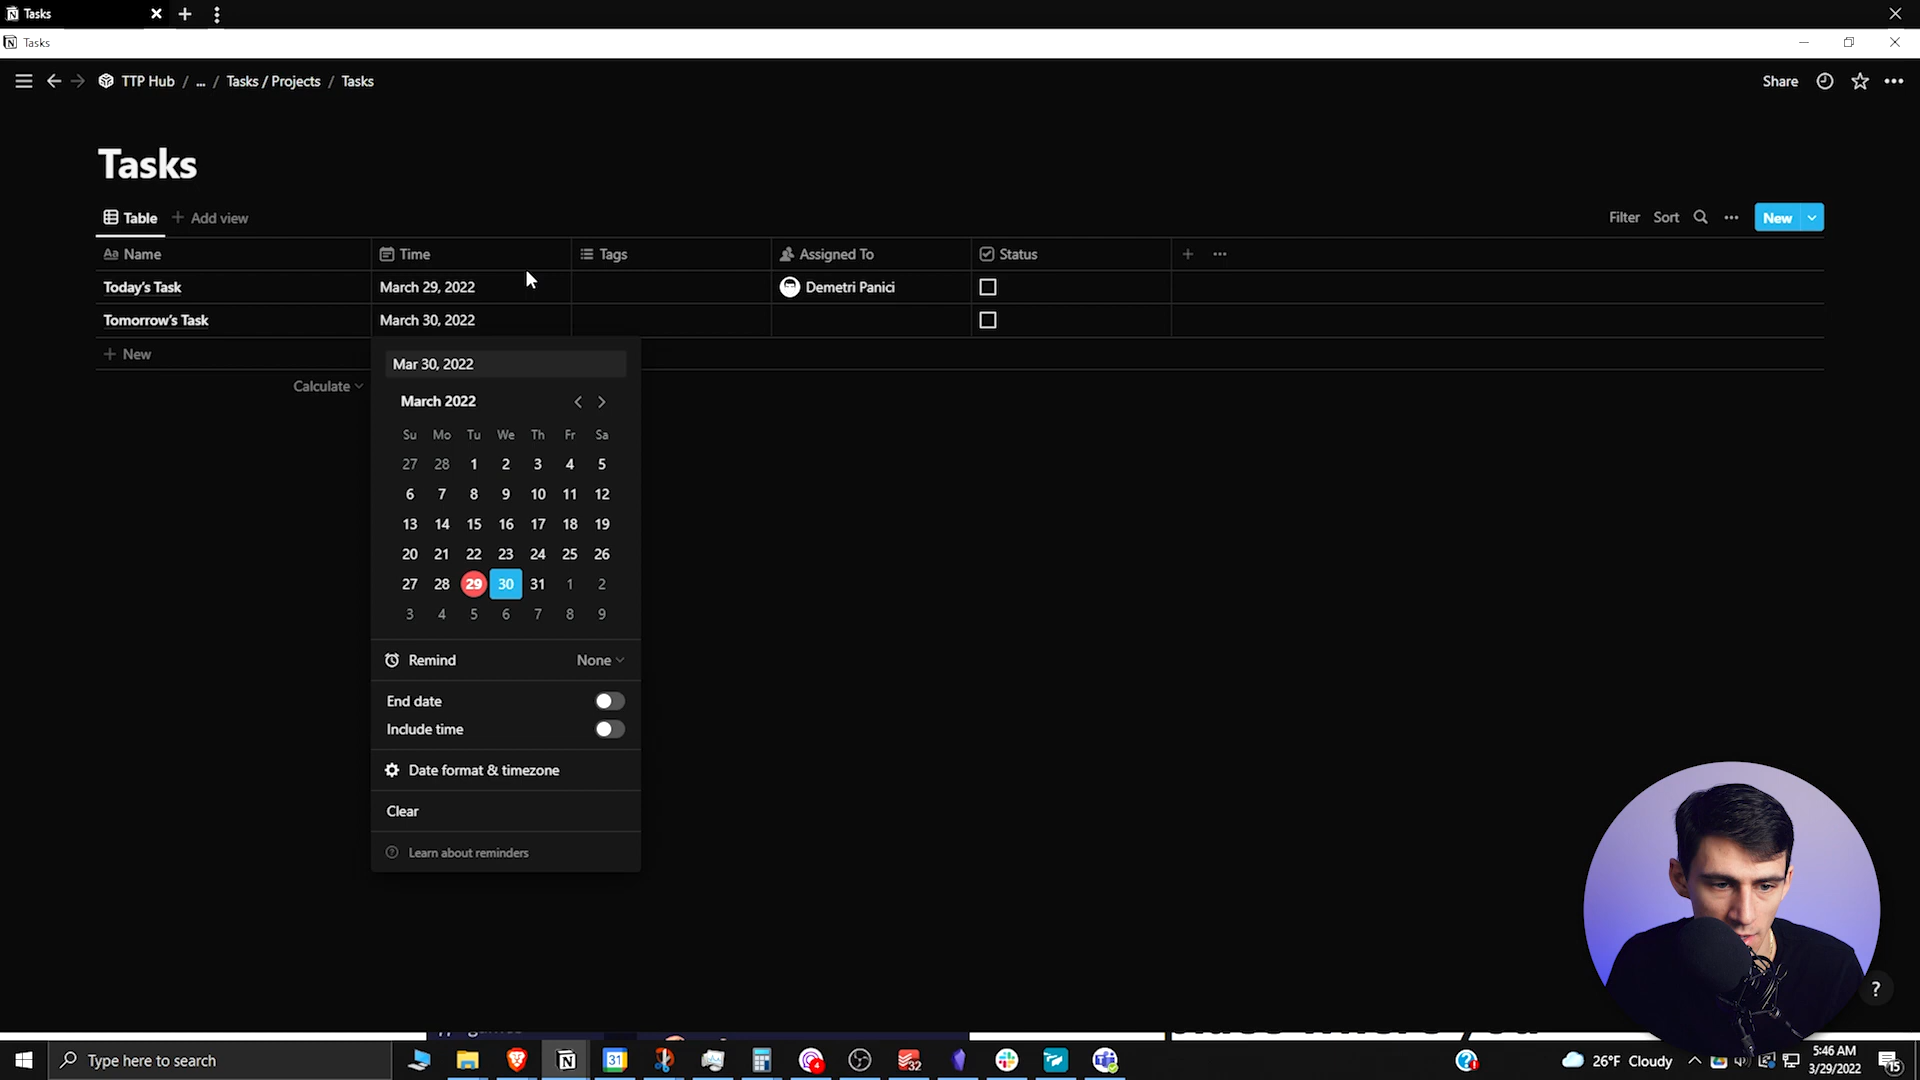 Tasks
Tasks
TTP Hub / ... / Tasks / Projects / Tasks
Share
Tasks
Table + Add view
Filter Sort New
Aa Name Time Tags Assigned To Status
Today's Task March 29, 2022 Demetri Panici
Tomorrow's Task March 30, 2022
+ New
Calculate
Mar 30, 2022
March 2022
Su Mo Tu We Th Fr Sa
27 28 1 2 3 4 5
6 7 8 9 10 11 12
13 14 15 16 17 18 19
20 21 22 23 24 25 26
27 28 29 30 31 1 2
3 4 5 6 7 8 9
Remind None
End date
Include time
Date format & timezone
Clear
Learn about reminders
?
Type here to search
31
4
32
26°F Cloudy
5:46 AM
3/29/2022
15